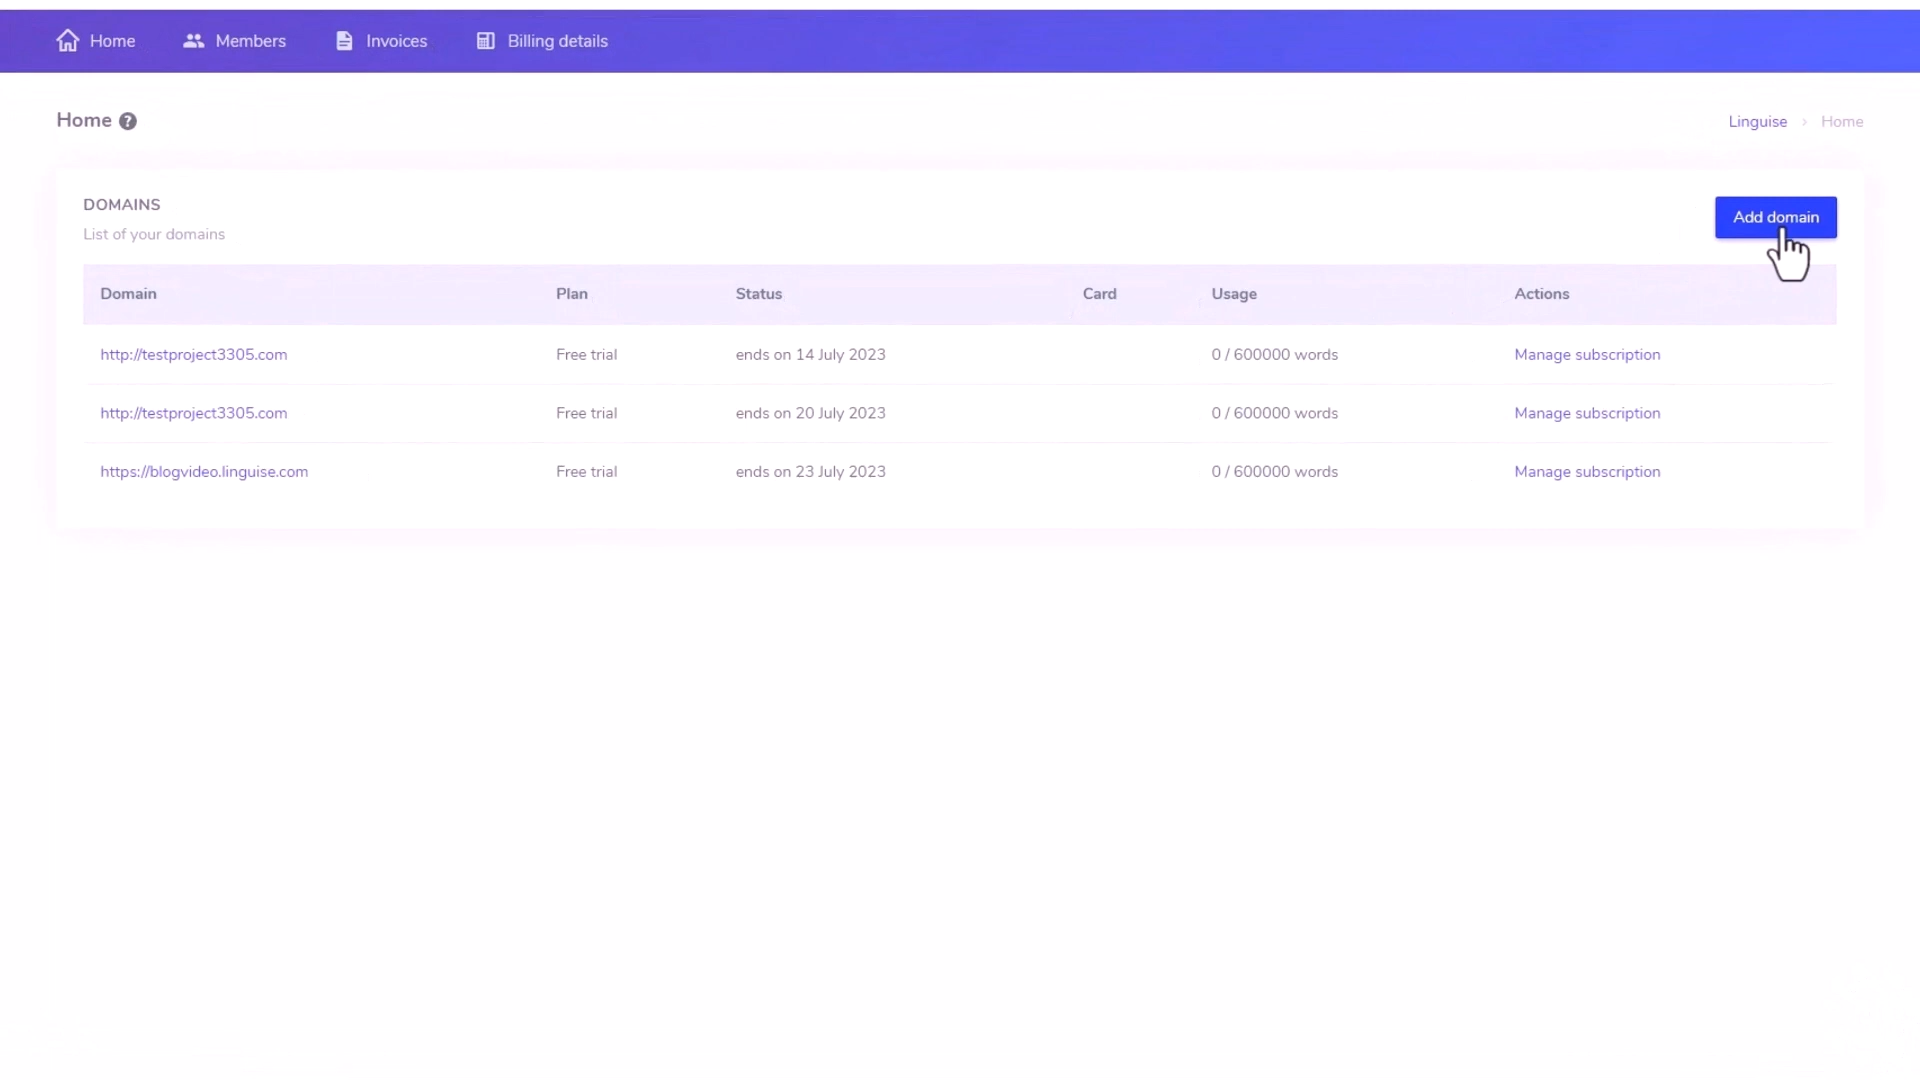 Home Members Invoices Billing details
Home ?
Linguise › Home
DOMAINS
List of your domains
Add domain
Domain Plan Status Card Usage Actions
http://testproject3305.com Free trial ends on 14 July 2023 0 / 600000 words Manage subscription
http://testproject3305.com Free trial ends on 20 July 2023 0 / 600000 words Manage subscription
https://blogvideo.linguise.com Free trial ends on 23 July 2023 0 / 600000 words Manage subscription